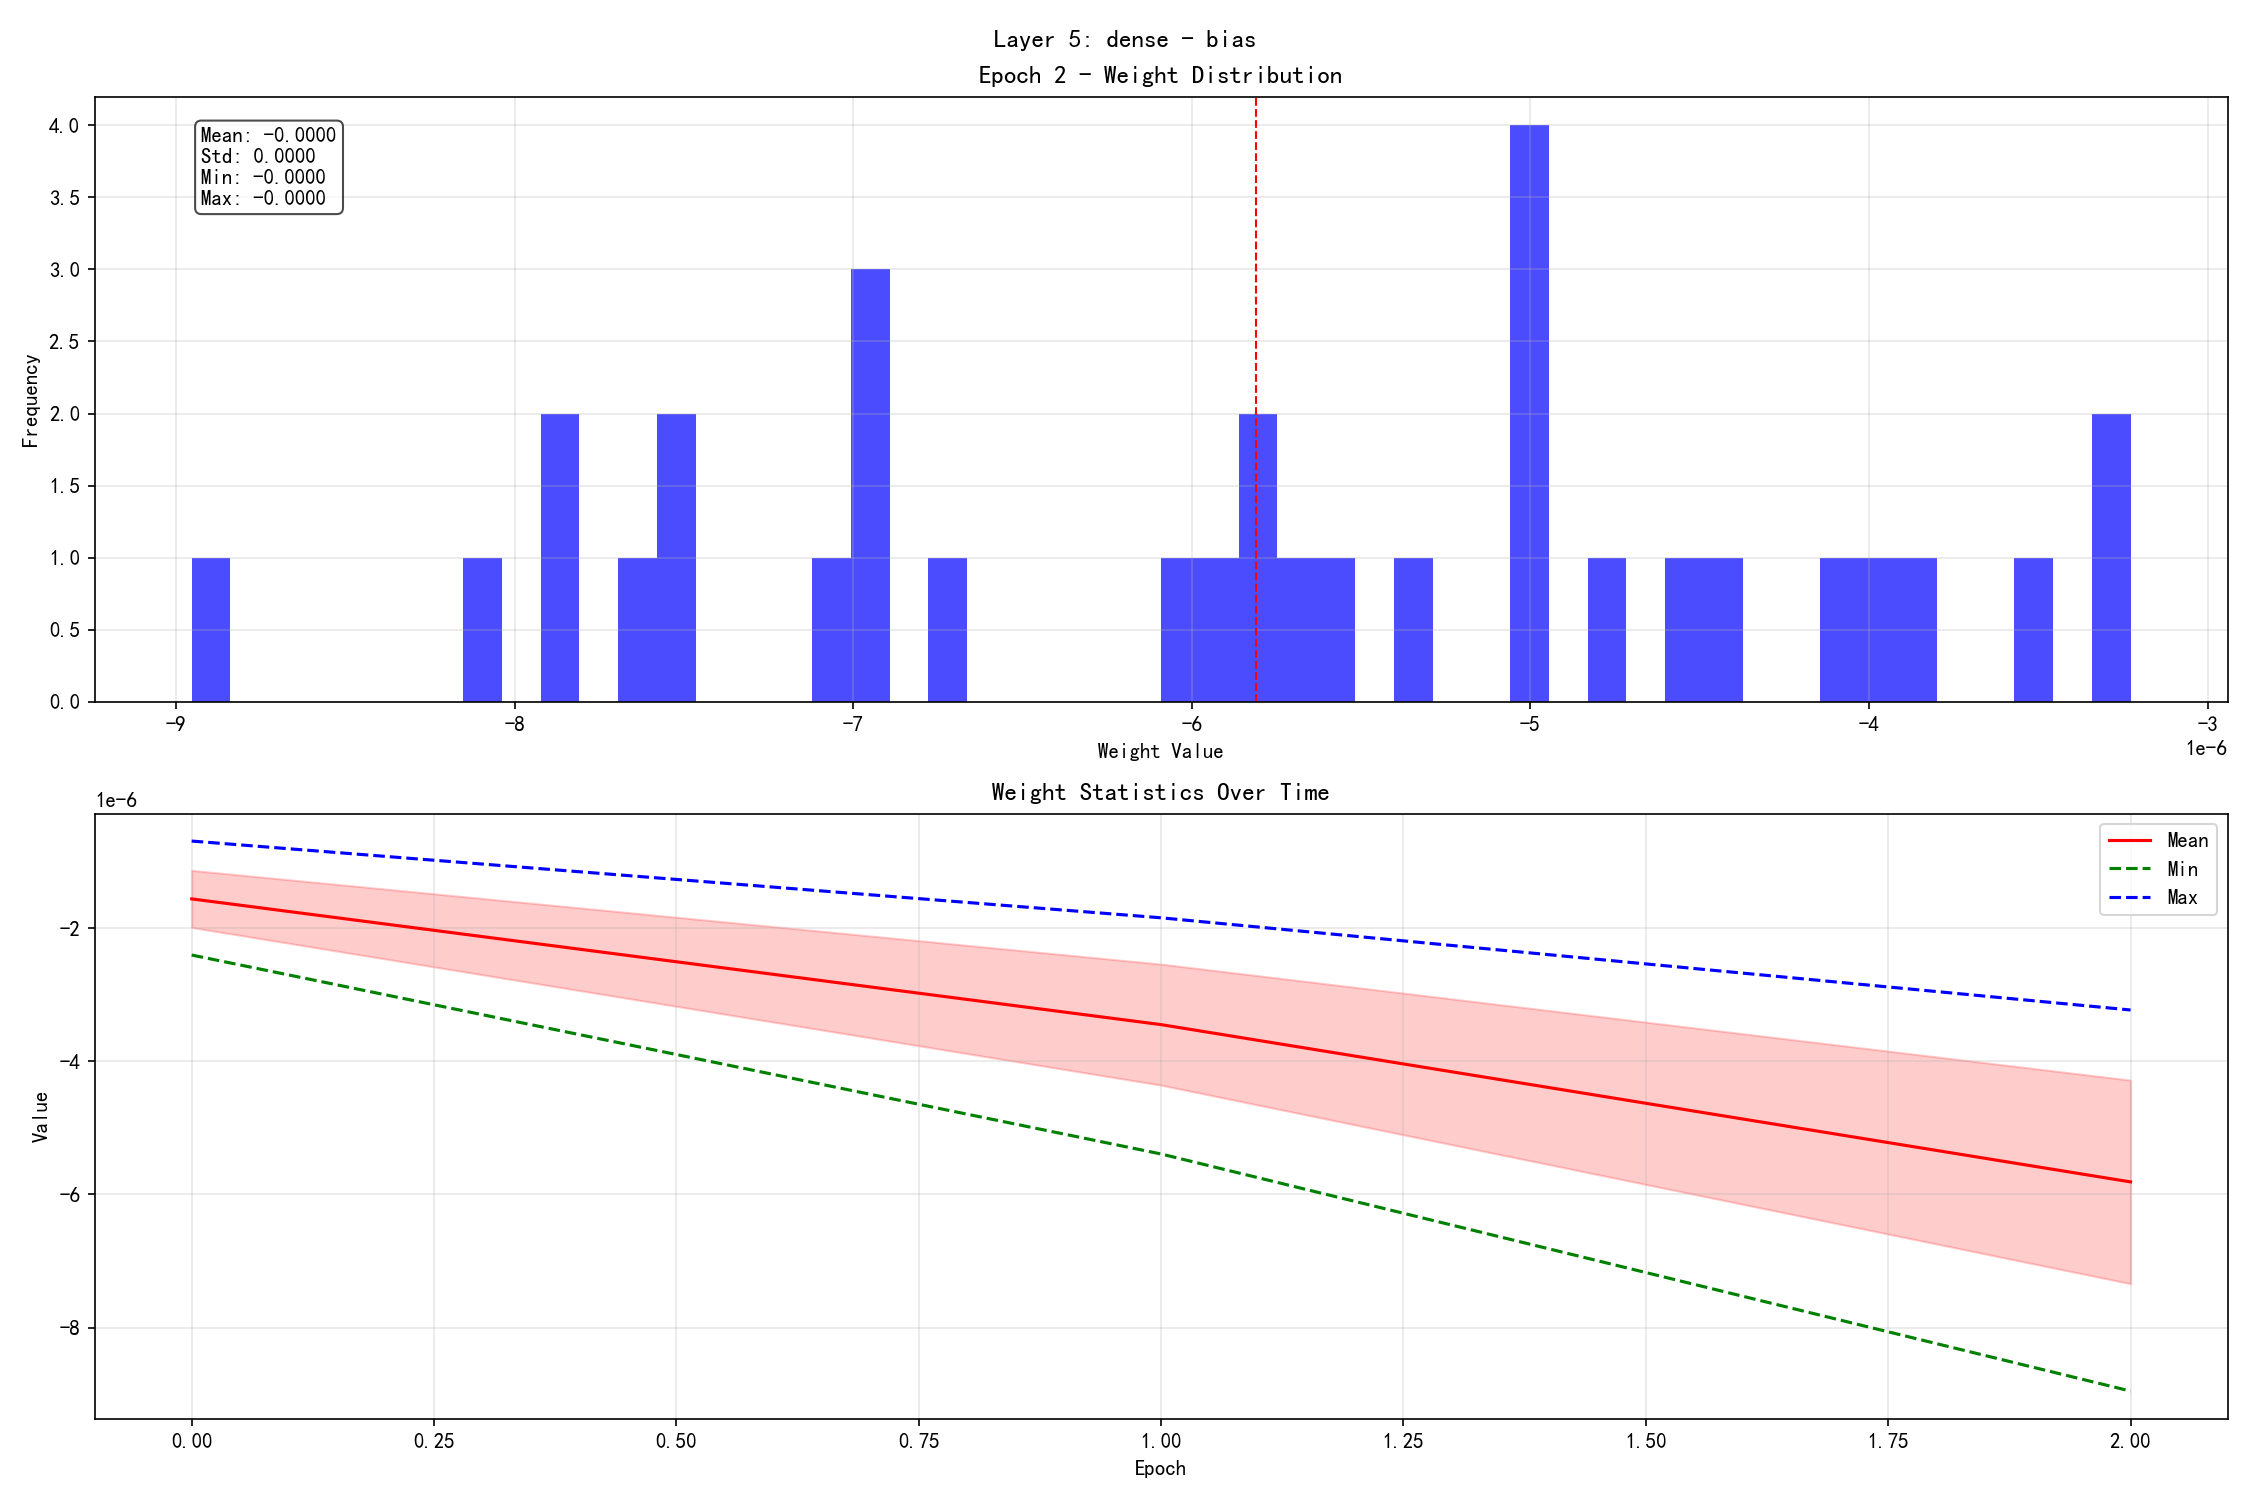 Layer 5: dense - bias
Epoch 2 - Weight Distribution
Mean: -0.0000
Std: 0.0000
Min: -0.0000
Max: -0.0000
Frequency
4.0
3.5
3.0
2.5
2.0
1.5
1.0
0.5
0.0
-9 -8 -7 -6 -5 -4 -3
1e-6
Weight Value
Weight Statistics Over Time
1e-6
Mean
Min
Max
Value
-2
-4
-6
-8
0.00 0.25 0.50 0.75 1.00 1.25 1.50 1.75 2.00
Epoch